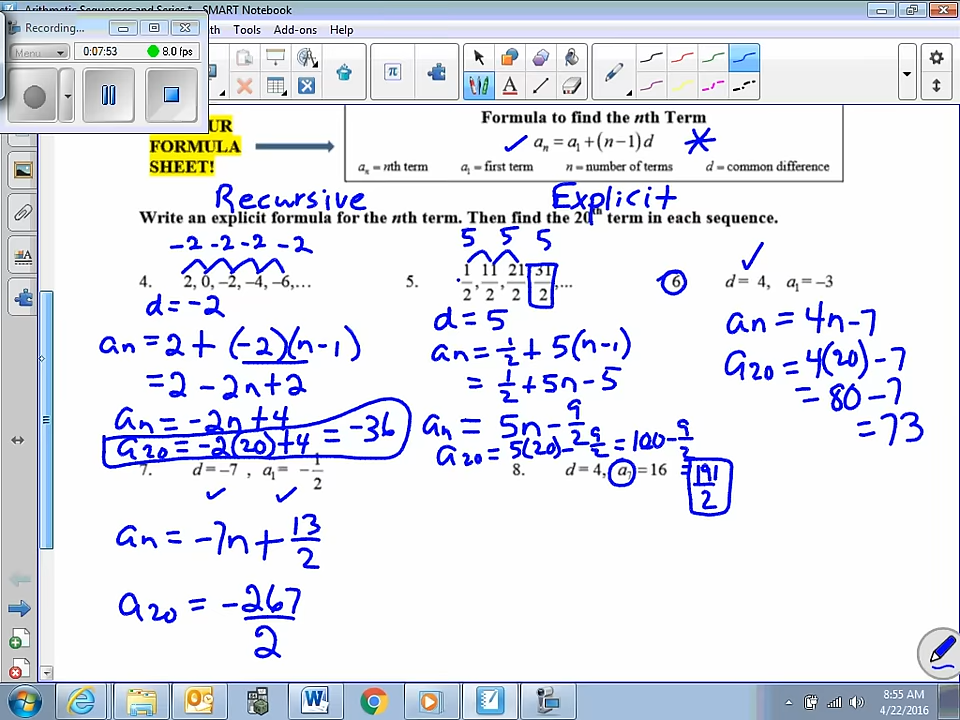 Arithmetic Sequences and Series * - SMART Notebook
Recording...
Tools Add-ons Help
Menu
0:07:53
8.0 fps
FORMULA
SHEET!
Formula to find the nth Term
✓ aₙ = a₁ + (n−1)d *
aₙ = nth term a₁ = first term n = number of terms d = common difference
Recursive Explicit
Write an explicit formula for the nth term. Then find the 20th term in each sequence.
-2 -2 -2 -2
4. 2, 0, −2, −4, −6,…
d = -2
an = 2 + (-2)(n-1)
= 2 - 2n + 2
an = -2n + 4
a20 = -2(20)+4 = -36
5 5 5
5. 1/2, 11/2, 21/2, 31/2,...
d = 5
an = 1/2 + 5(n-1)
= 1/2 + 5n - 5
an = 5n - 9/2
a20 = 5(20) - 9/2 = 100 - 9/2
= 191/2
✓
6. d = 4, a₁ = −3
an = 4n-7
a20 = 4(20) - 7
= 80 - 7
= 73
7. d = −7 , a₁ = −1/2
✓ ✓
an = -7n + 13/2
a20 = -267/2
8. d = 4, a₇ = 16
8:55 AM
4/22/2016